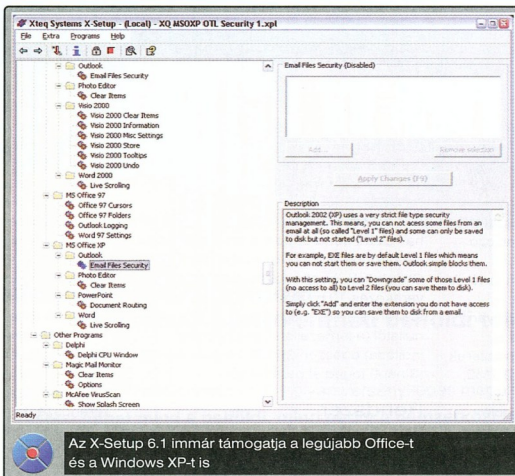 Xteq Systems X-Setup - (Local) - XQ MSOXP OTL Security 1.xpl
File Extra Programs Help
Outlook
Email Files Security
Photo Editor
Clear Items
Visio 2000
Visio 2000 Clear Items
Visio 2000 Information
Visio 2000 Misc Settings
Visio 2000 Store
Visio 2000 Tooltips
Visio 2000 Undo
Word 2000
Live Scrolling
MS Office 97
Office 97 Cursors
Office 97 Folders
Outlook Logging
Word 97 Settings
MS Office XP
Outlook
Email Files Security
Photo Editor
Clear Items
PowerPoint
Document Routing
Word
Live Scrolling
Other Programs
Delphi
Delphi CPU Window
Magic Mail Monitor
Clear Items
Options
McAfee VirusScan
Show Splash Screen
Email Files Security (Disabled)
Add...
Remove selection
Apply Changes (F9)
Description
Outlook 2002 (XP) uses a very strict file type security
management. This means, you can not acess some files from an
email at all (so called "Level 1" files) and some can only be saved
to disk but not started ("Level 2" files).
For example, EXE files are by default Level 1 files which means
you can not start them or save them. Outlook simple blocks them.
With this setting, you can "Downgrade" some of those Level 1 files
(no access to all) to Level 2 files (you can save them to disk).
Simply click "Add" and enter the extension you do not have access
to (e.g. "EXE") so you can save them to disk from a email.
Ready
Az X-Setup 6.1 immár támogatja a legújabb Office-t
és a Windows XP-t is